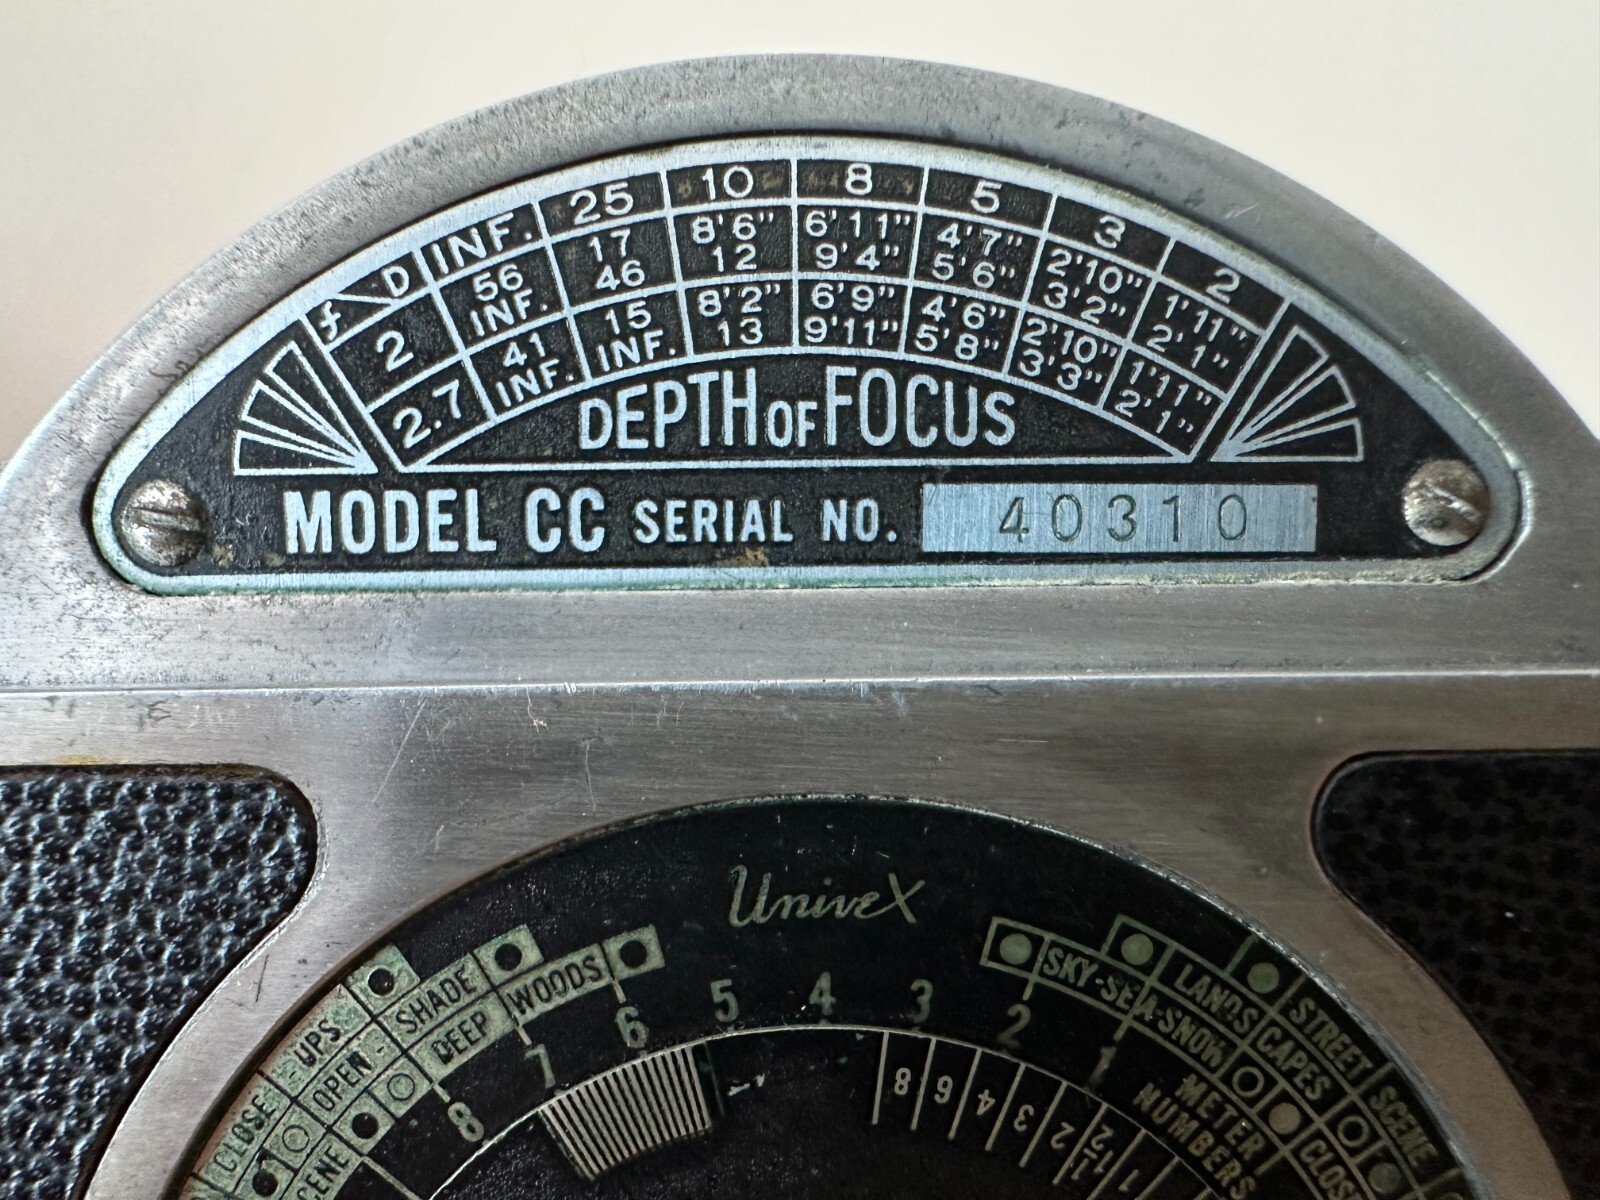 f D INF. 25 10 8 5 3 2
2 56 17 8'6" 6'11" 4'7" 2'10" 1'11"
INF. 46 12 9'4" 5'6" 3'2" 2'1"
2.7 41 15 8'2" 6'9" 4'6" 2'10" 1'11"
INF. INF. 13 9'11" 5'8" 3'3" 2'1"
DEPTH OF FOCUS
MODEL CC SERIAL NO. 40310
UniveX
CLOSE UPS
OPEN SHADE
DEEP WOODS
SKY-SEA-SNOW
LANDSCAPES
STREET SCENE
8 7 6 5 4 3 2 1
METER NUMBERS
8 6 4 3 2 1½ 1